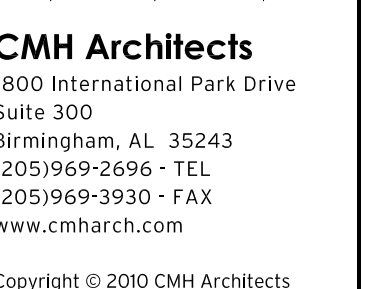 CMH Architects
800 International Park Drive
Suite 300
Birmingham, AL 35243
(205)969-2696 - TEL
(205)969-3930 - FAX
www.cmharch.com
Copyright © 2010 CMH Architects